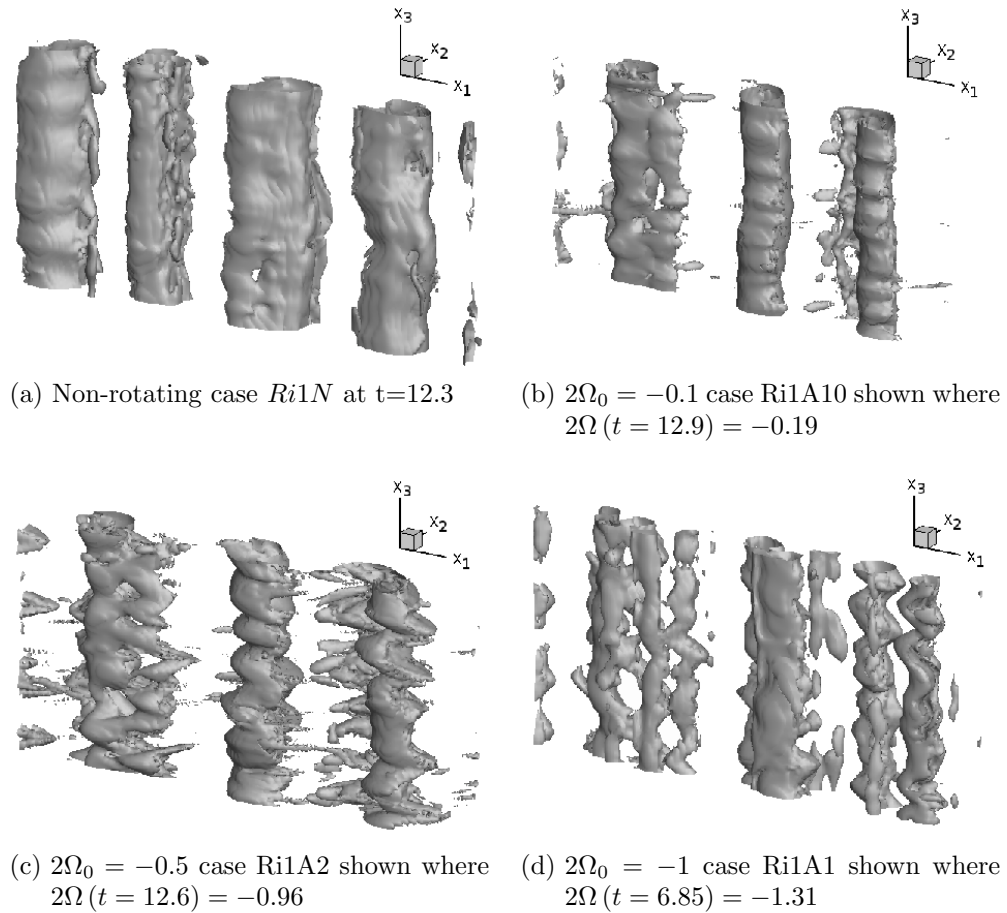 X3
X2
X1
X3
X2
X1
(a) Non-rotating case Ri1N at t=12.3
(b) 2Ω₀ = −0.1 case Ri1A10 shown where
2Ω (t = 12.9) = −0.19
X3
X2
X1
X3
X2
X1
(c) 2Ω₀ = −0.5 case Ri1A2 shown where
2Ω (t = 12.6) = −0.96
(d) 2Ω₀ = −1 case Ri1A1 shown where
2Ω (t = 6.85) = −1.31